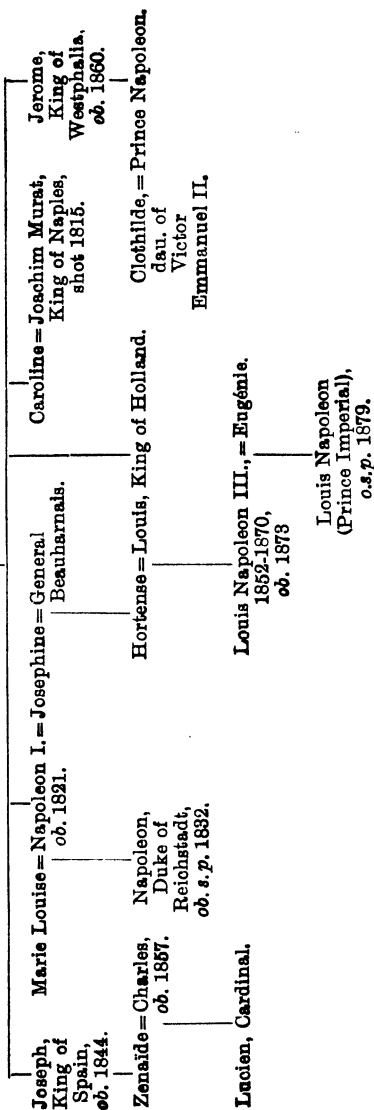 Joseph,
King of
Spain,
ob. 1844.
Marie Louise=Napoleon I.=Josephine=General
ob. 1821.
Beauharnais.
Caroline=Joachim Murat,
King of Naples,
shot 1815.
Jerome,
King of
Westphalia,
ob. 1860.
Zenaïde=Charles,
ob. 1857.
Napoleon,
Duke of
Reichstadt,
ob. s.p. 1832.
Hortense=Louis, King of Holland.
Clothilde,=Prince Napoleon.
dau. of
Victor
Emmanuel II.
Lucien, Cardinal.
Louis Napoleon III.,=Eugénie.
1852-1870,
ob. 1873
Louis Napoleon
(Prince Imperial),
o.s.p. 1879.